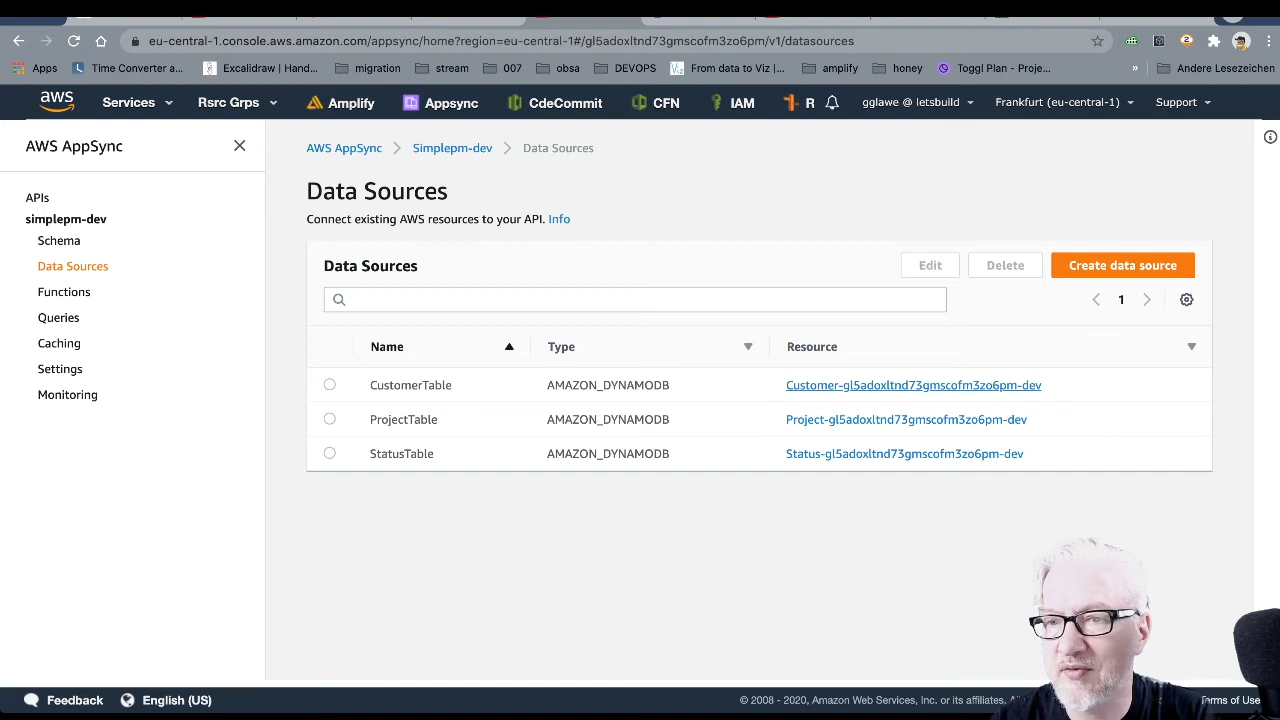 eu-central-1.console.aws.amazon.com/appsync/home?region=eu-central-1#/gl5adoxltnd73gmscofm3zo6pm/v1/datasources
Apps Time Converter a... Excalidraw | Hand... migration stream 007 obsa DEVOPS From data to Viz |... amplify honey Toggl Plan - Proje... » Andere Lesezeichen
aws Services Rsrc Grps Amplify Appsync CdeCommit CFN IAM R gglawe @ letsbuild Frankfurt (eu-central-1) Support
AWS AppSync
APIs
simplepm-dev
Schema
Data Sources
Functions
Queries
Caching
Settings
Monitoring
AWS AppSync Simplepm-dev Data Sources
Data Sources
Connect existing AWS resources to your API. Info
Data Sources Edit Delete Create data source
1
Name Type Resource
CustomerTable AMAZON_DYNAMODB Customer-gl5adoxltnd73gmscofm3zo6pm-dev
ProjectTable AMAZON_DYNAMODB Project-gl5adoxltnd73gmscofm3zo6pm-dev
StatusTable AMAZON_DYNAMODB Status-gl5adoxltnd73gmscofm3zo6pm-dev
Feedback English (US) © 2008 - 2020, Amazon Web Services, Inc. or its affiliates. Terms of Use